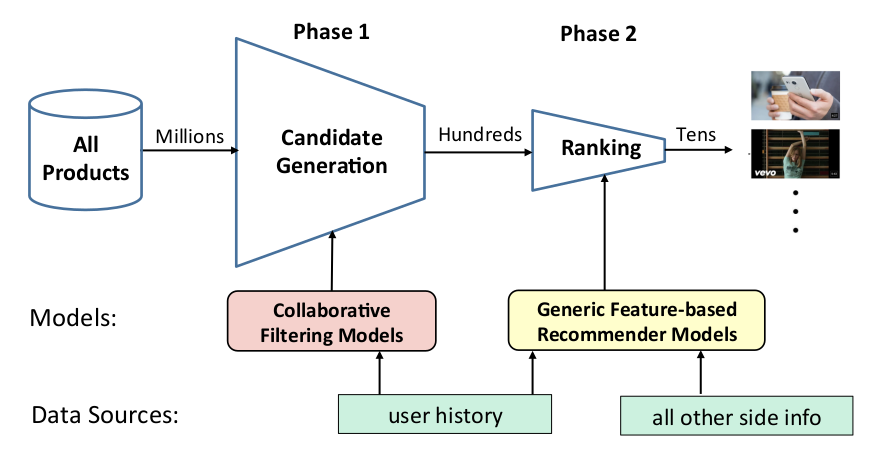 Phase 1
Phase 2
All
Products
Millions
Candidate
Generation
Hundreds
Ranking
Tens
vevo
Models:
Collaborative
Filtering Models
Generic Feature-based
Recommender Models
Data Sources:
user history
all other side info